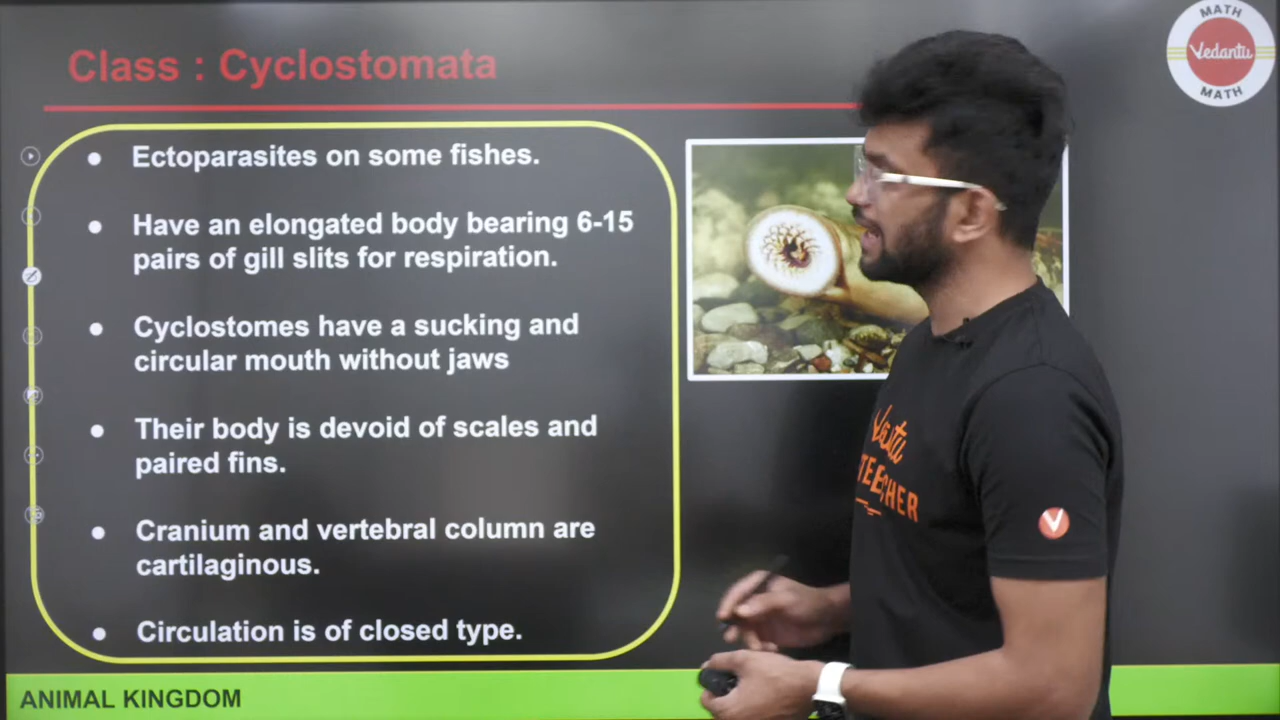 Class : Cyclostomata
MATH
Vedantu
MATH
Ectoparasites on some fishes.
Have an elongated body bearing 6-15
pairs of gill slits for respiration.
Cyclostomes have a sucking and
circular mouth without jaws
Their body is devoid of scales and
paired fins.
Cranium and vertebral column are
cartilaginous.
Circulation is of closed type.
ANIMAL KINGDOM
V